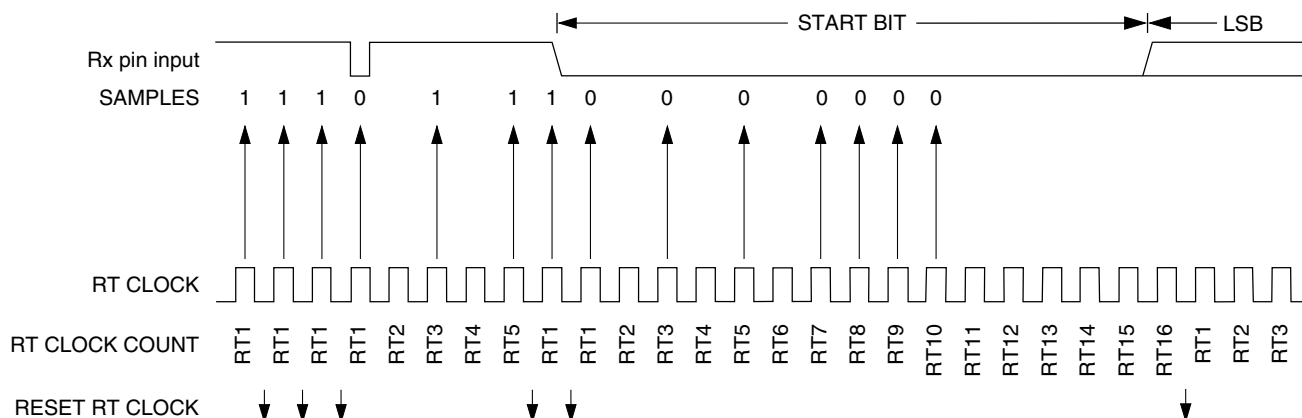 START BIT LSB
Rx pin input
SAMPLES 1 1 1 0 1 1 1 0 0 0 0 0 0 0
RT CLOCK
RT CLOCK COUNT RT1 RT1 RT1 RT1 RT2 RT3 RT4 RT5 RT1 RT1 RT2 RT3 RT4 RT5 RT6 RT7 RT8 RT9 RT10 RT11 RT12 RT13 RT14 RT15 RT16 RT1 RT2 RT3
RESET RT CLOCK